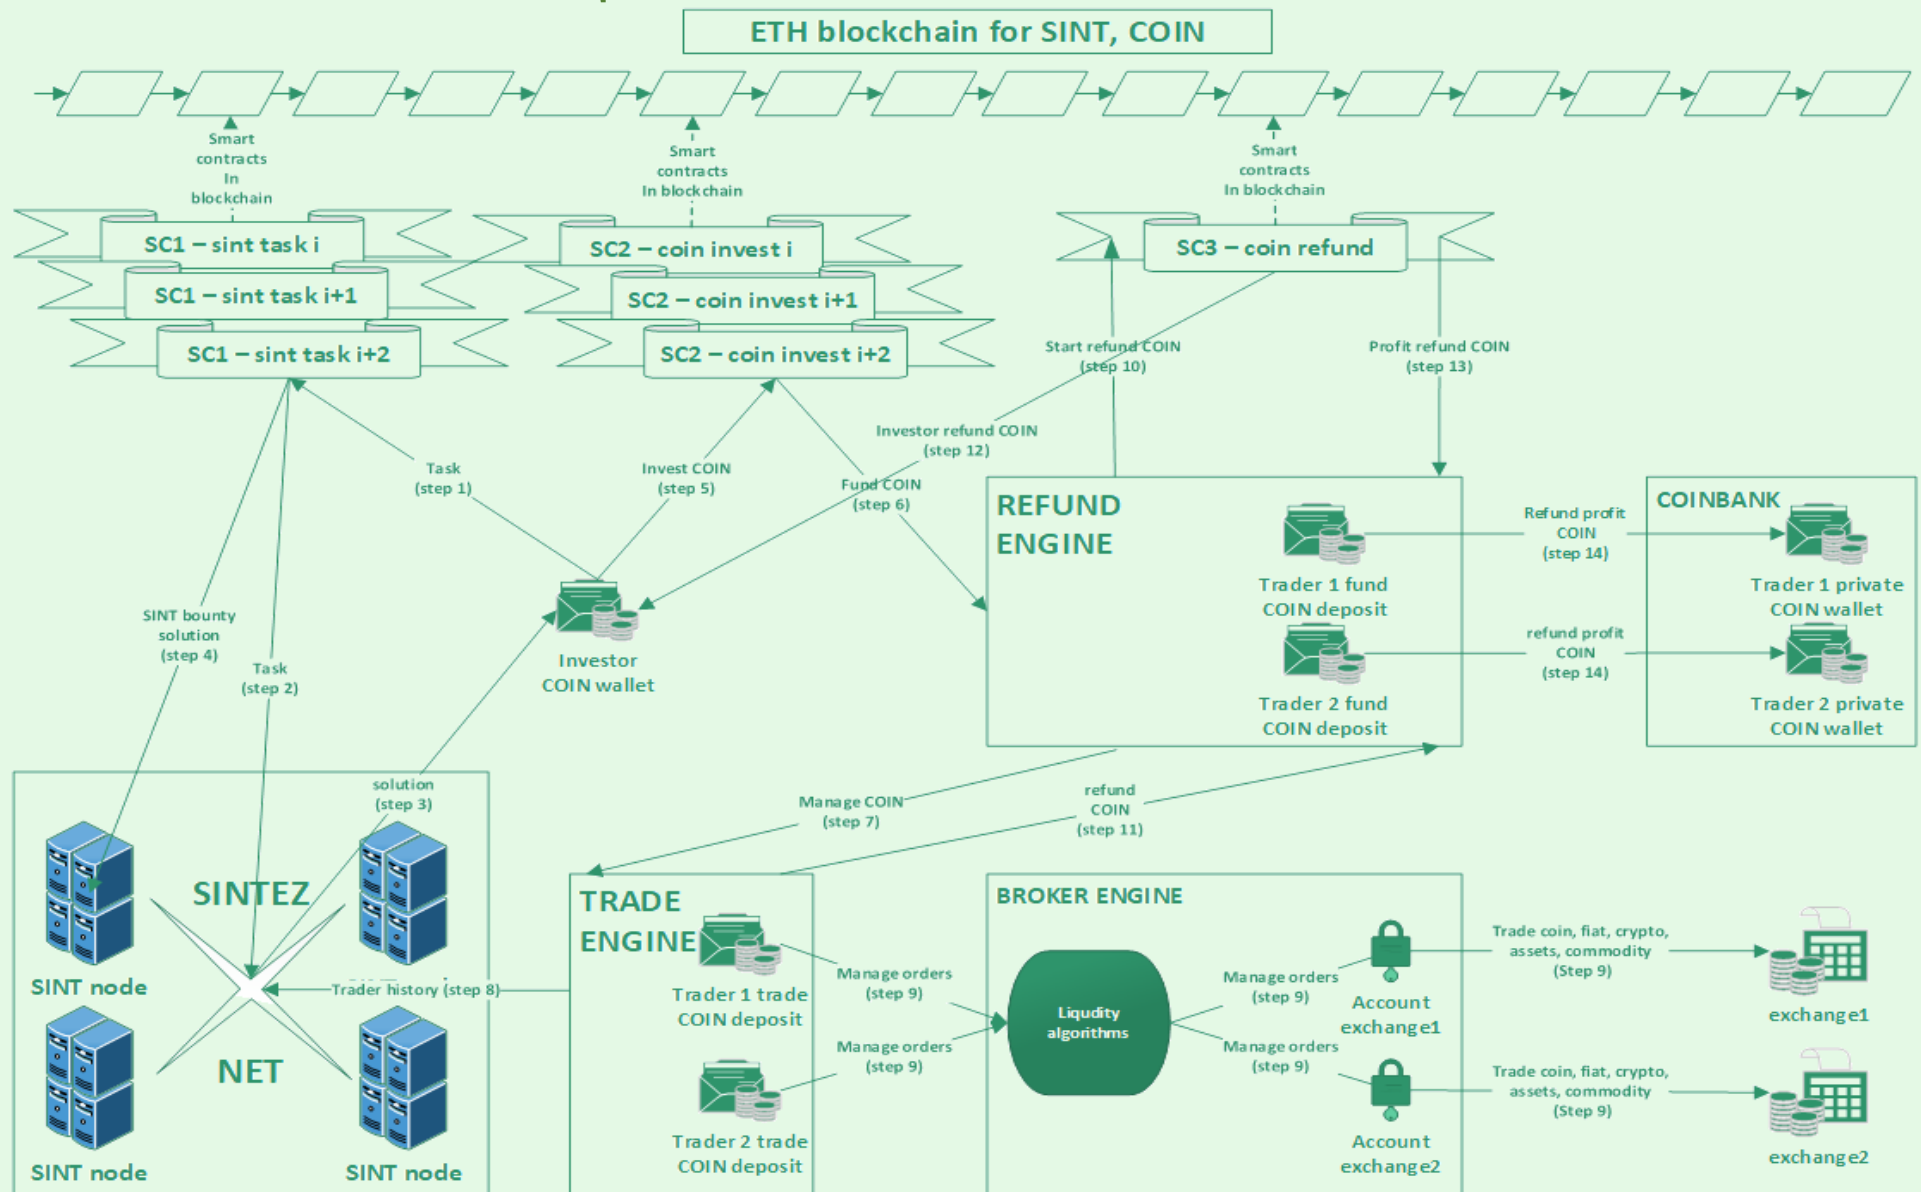 ETH blockchain for SINT, COIN
Smart
contracts
In
blockchain
Smart
contracts
In blockchain
Smart
contracts
In blockchain
SC1 – sint task i
SC1 – sint task i+1
SC1 – sint task i+2
SC2 – coin invest i
SC2 – coin invest i+1
SC2 – coin invest i+2
SC3 – coin refund
Start refund COIN
(step 10)
Profit refund COIN
(step 13)
Investor refund COIN
(step 12)
Task
(step 1)
Invest COIN
(step 5)
Fund COIN
(step 6)
REFUND
ENGINE
Trader 1 fund
COIN deposit
Trader 2 fund
COIN deposit
Refund profit
COIN
(step 14)
refund profit
COIN
(step 14)
COINBANK
Trader 1 private
COIN wallet
Trader 2 private
COIN wallet
SINT bounty
solution
(step 4)
Task
(step 2)
Investor
COIN wallet
solution
(step 3)
Manage COIN
(step 7)
refund
COIN
(step 11)
SINTEZ
NET
SINT node
SINT node
SINT node
Trader history (step 8)
TRADE
ENGINE
Trader 1 trade
COIN deposit
Trader 2 trade
COIN deposit
Manage orders
(step 9)
Manage orders
(step 9)
BROKER ENGINE
Liqudity
algorithms
Manage orders
(step 9)
Manage orders
(step 9)
Account
exchange1
Account
exchange2
Trade coin, fiat, crypto,
assets, commodity
(Step 9)
Trade coin, fiat, crypto,
assets, commodity
(Step 9)
exchange1
exchange2